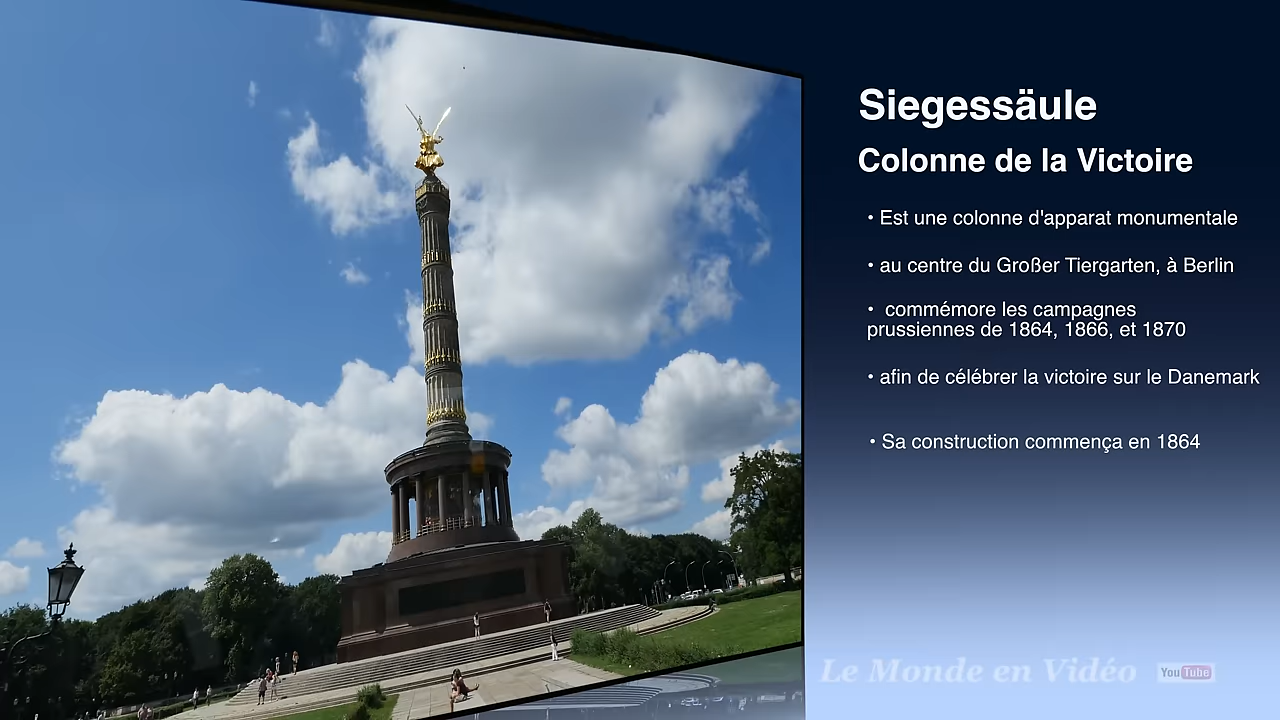 Siegessäule
Colonne de la Victoire
• Est une colonne d'apparat monumentale
• au centre du Großer Tiergarten, à Berlin
• commémore les campagnes
prussiennes de 1864, 1866, et 1870
• afin de célébrer la victoire sur le Danemark
• Sa construction commença en 1864
Le Monde en Vidéo
YouTube